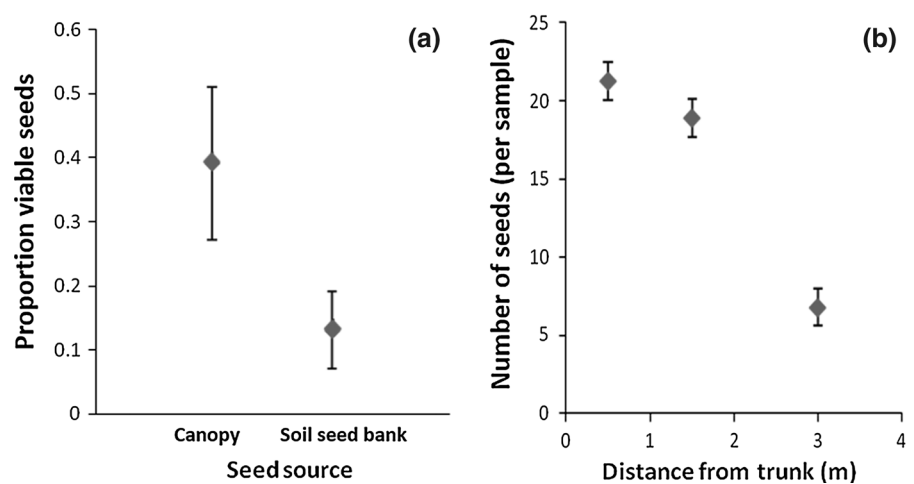 (a)
Proportion viable seeds
0.6
0.5
0.4
0.3
0.2
0.1
0
Canopy Soil seed bank
Seed source
(b)
Number of seeds (per sample)
25
20
15
10
5
0
0 1 2 3 4
Distance from trunk (m)